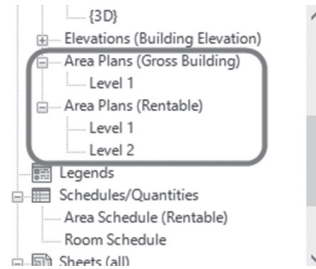 {3D}
Elevations (Building Elevation)
Area Plans (Gross Building)
Level 1
Area Plans (Rentable)
Level 1
Level 2
Legends
Schedules/Quantities
Area Schedule (Rentable)
Room Schedule
Sheets (all)